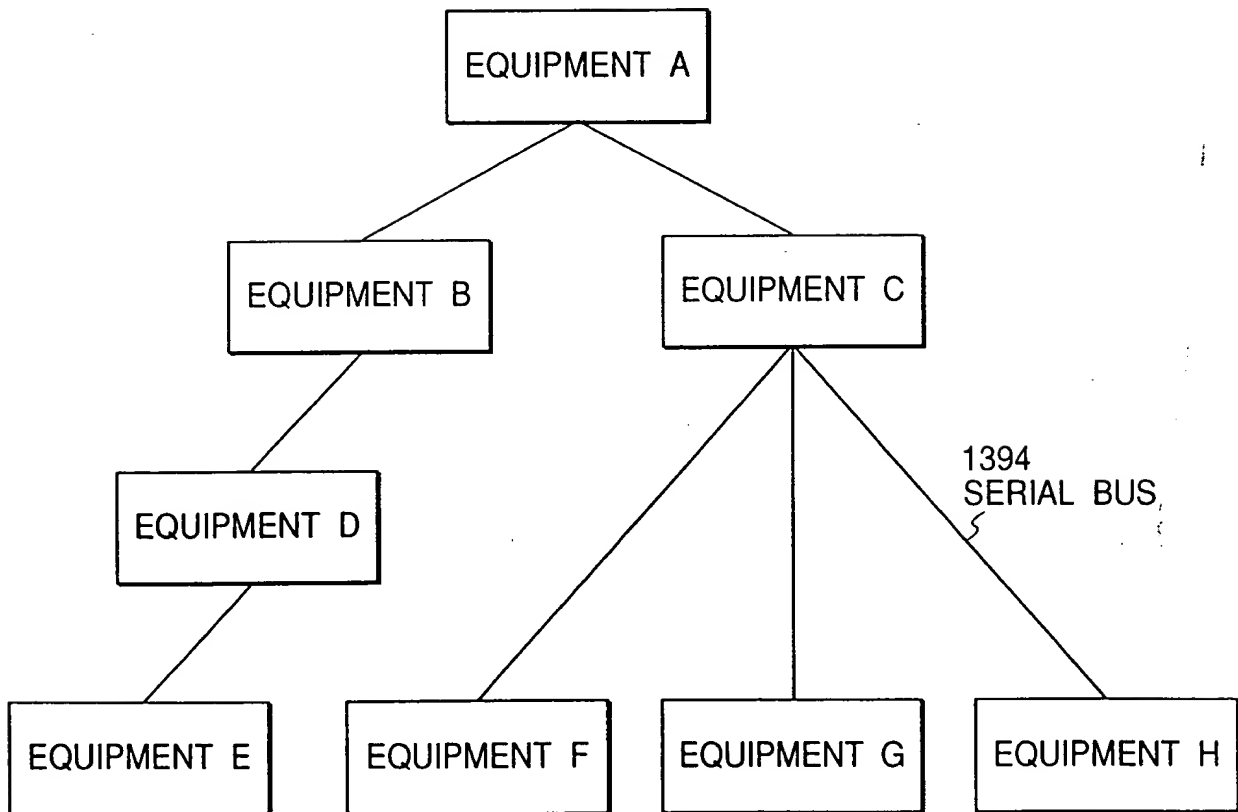 EQUIPMENT A
EQUIPMENT B
EQUIPMENT C
1394
SERIAL BUS
EQUIPMENT D
EQUIPMENT E
EQUIPMENT F
EQUIPMENT G
EQUIPMENT H